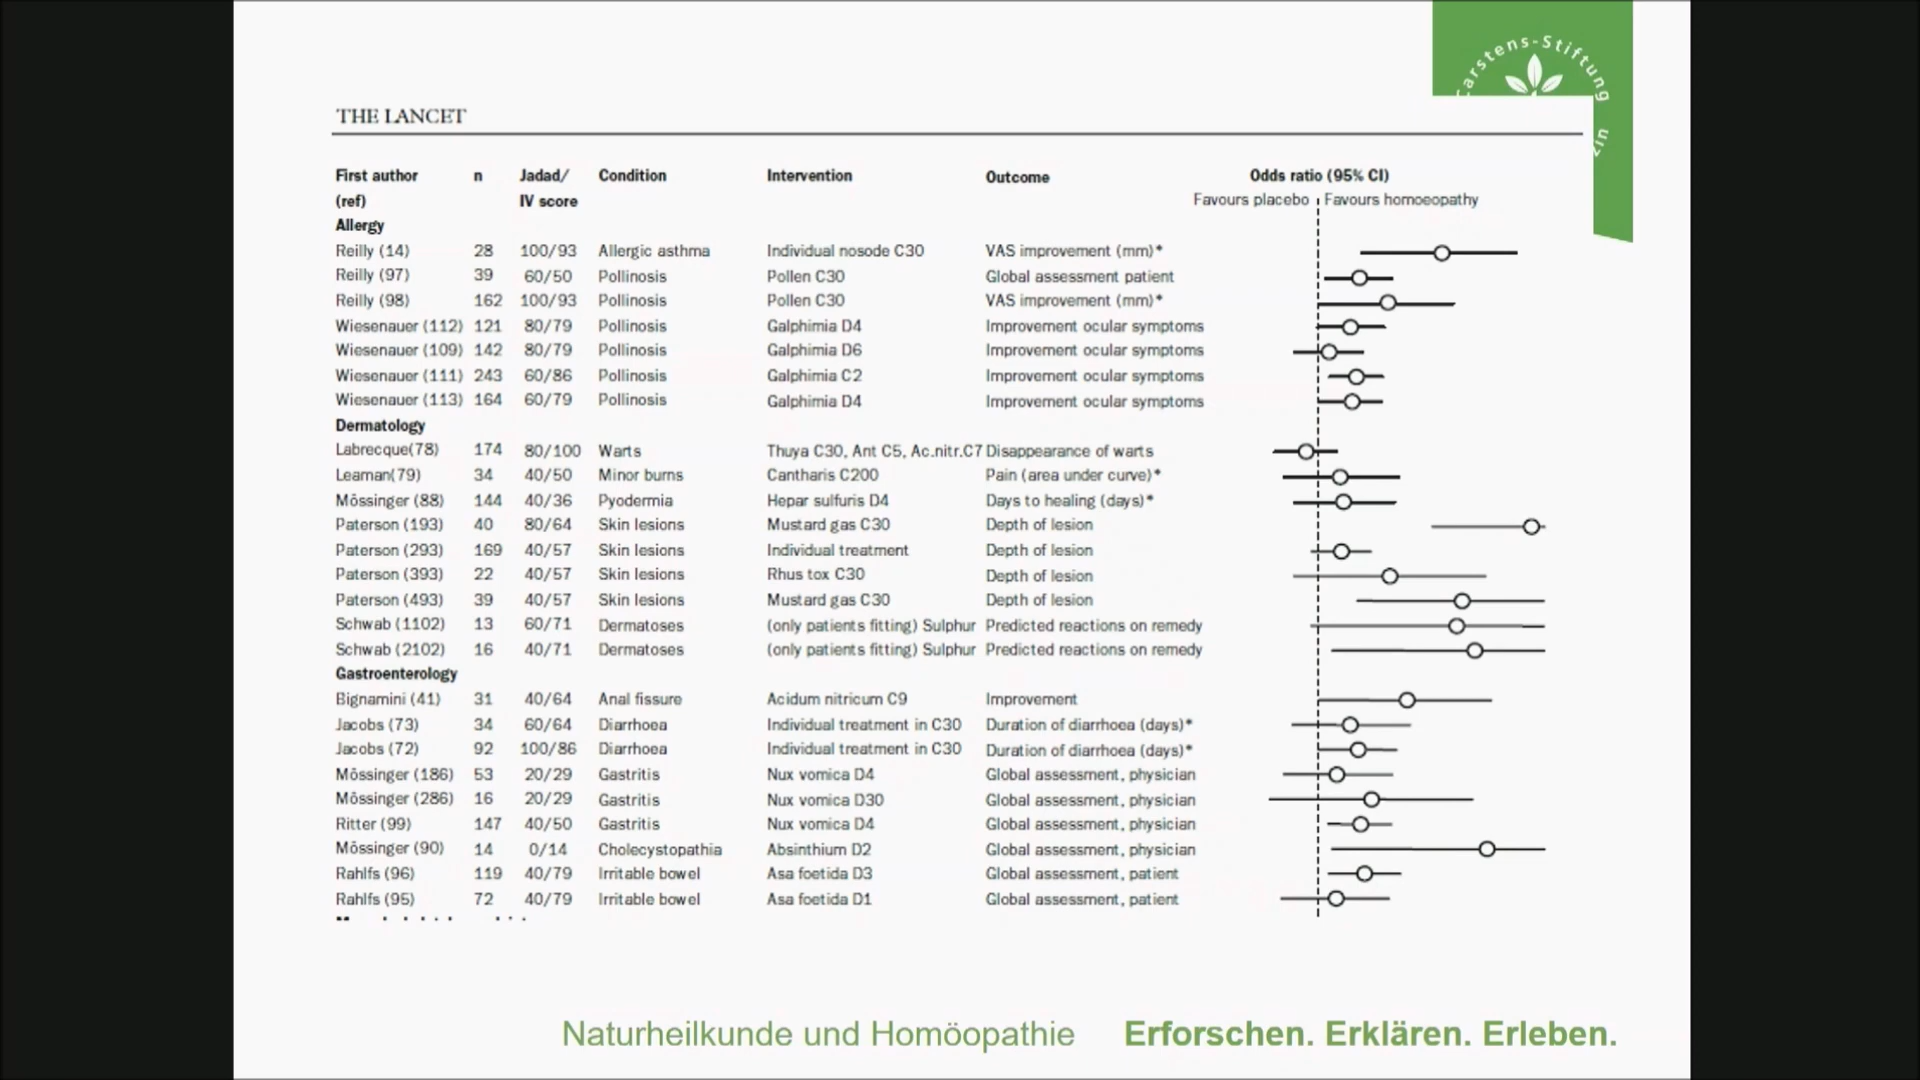 Carstens-Stiftung
zin
THE LANCET
First author n Jadad/ Condition Intervention Outcome Odds ratio (95% CI)
(ref) IV score Favours placebo Favours homoeopathy
Allergy
Reilly (14) 28 100/93 Allergic asthma Individual nosode C30 VAS improvement (mm)*
Reilly (97) 39 60/50 Pollinosis Pollen C30 Global assessment patient
Reilly (98) 162 100/93 Pollinosis Pollen C30 VAS improvement (mm)*
Wiesenauer (112) 121 80/79 Pollinosis Galphimia D4 Improvement ocular symptoms
Wiesenauer (109) 142 80/79 Pollinosis Galphimia D6 Improvement ocular symptoms
Wiesenauer (111) 243 60/86 Pollinosis Galphimia C2 Improvement ocular symptoms
Wiesenauer (113) 164 60/79 Pollinosis Galphimia D4 Improvement ocular symptoms
Dermatology
Labrecque(78) 174 80/100 Warts Thuya C30, Ant C5, Ac.nitr.C7 Disappearance of warts
Leaman(79) 34 40/50 Minor burns Cantharis C200 Pain (area under curve)*
Mössinger (88) 144 40/36 Pyodermia Hepar sulfuris D4 Days to healing (days)*
Paterson (193) 40 80/64 Skin lesions Mustard gas C30 Depth of lesion
Paterson (293) 169 40/57 Skin lesions Individual treatment Depth of lesion
Paterson (393) 22 40/57 Skin lesions Rhus tox C30 Depth of lesion
Paterson (493) 39 40/57 Skin lesions Mustard gas C30 Depth of lesion
Schwab (1102) 13 60/71 Dermatoses (only patients fitting) Sulphur Predicted reactions on remedy
Schwab (2102) 16 40/71 Dermatoses (only patients fitting) Sulphur Predicted reactions on remedy
Gastroenterology
Bignamini (41) 31 40/64 Anal fissure Acidum nitricum C9 Improvement
Jacobs (73) 34 60/64 Diarrhoea Individual treatment in C30 Duration of diarrhoea (days)*
Jacobs (72) 92 100/86 Diarrhoea Individual treatment in C30 Duration of diarrhoea (days)*
Mössinger (186) 53 20/29 Gastritis Nux vomica D4 Global assessment, physician
Mössinger (286) 16 20/29 Gastritis Nux vomica D30 Global assessment, physician
Ritter (99) 147 40/50 Gastritis Nux vomica D4 Global assessment, physician
Mössinger (90) 14 0/14 Cholecystopathia Absinthium D2 Global assessment, physician
Rahlfs (96) 119 40/79 Irritable bowel Asa foetida D3 Global assessment, patient
Rahlfs (95) 72 40/79 Irritable bowel Asa foetida D1 Global assessment, patient
Naturheilkunde und Homöopathie Erforschen. Erklären. Erleben.